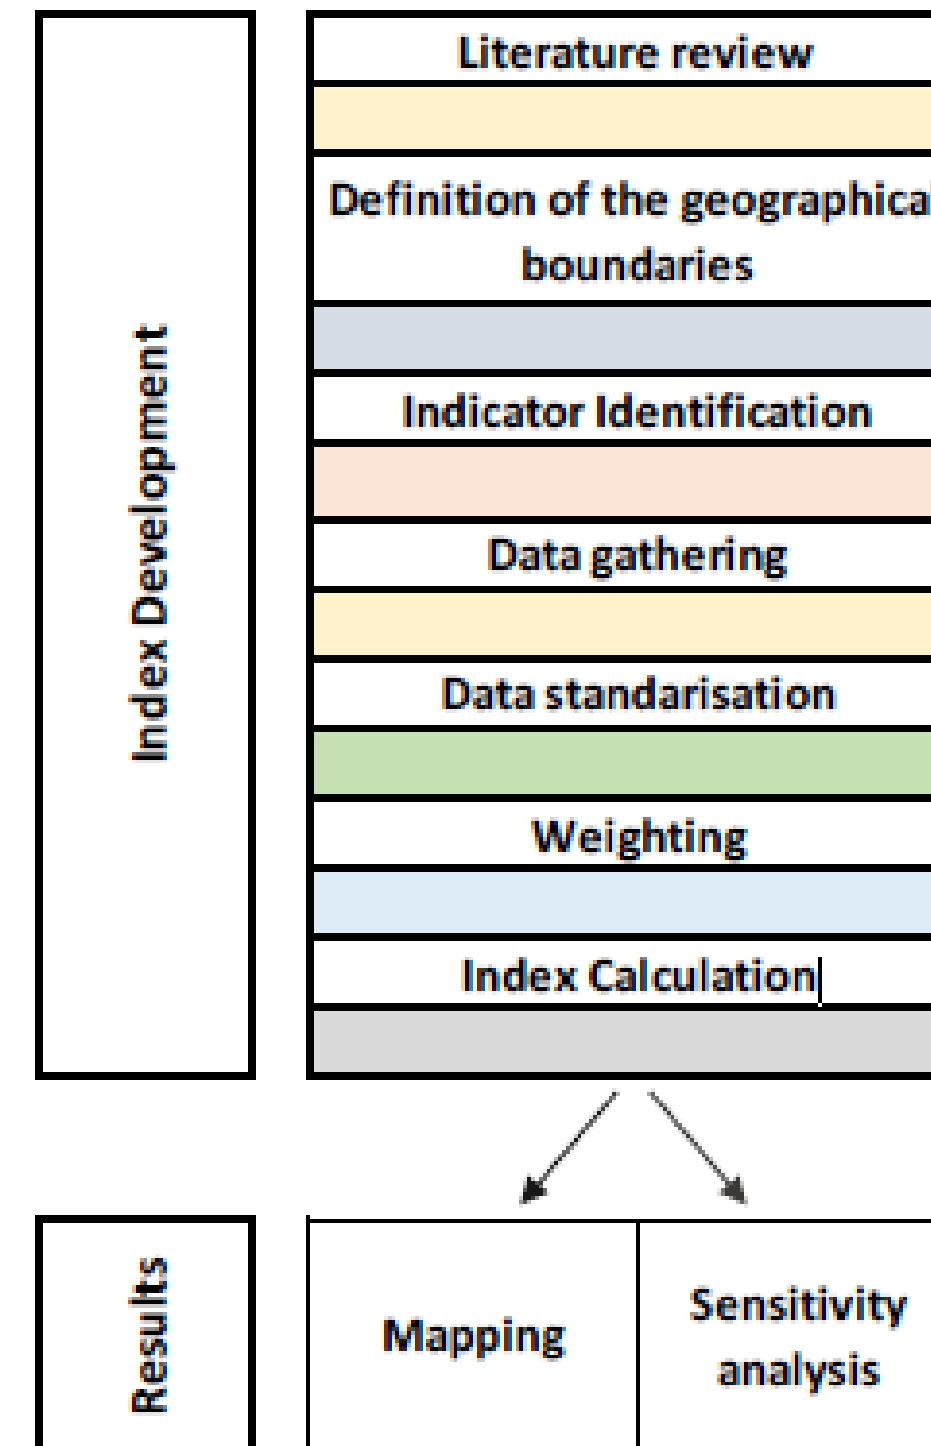 Literature review
Definition of the geographical
boundaries
Indicator Identification
Data gathering
Data standarisation
Weighting
Index Calculation
Index Development
Mapping
Sensitivity
analysis
Results